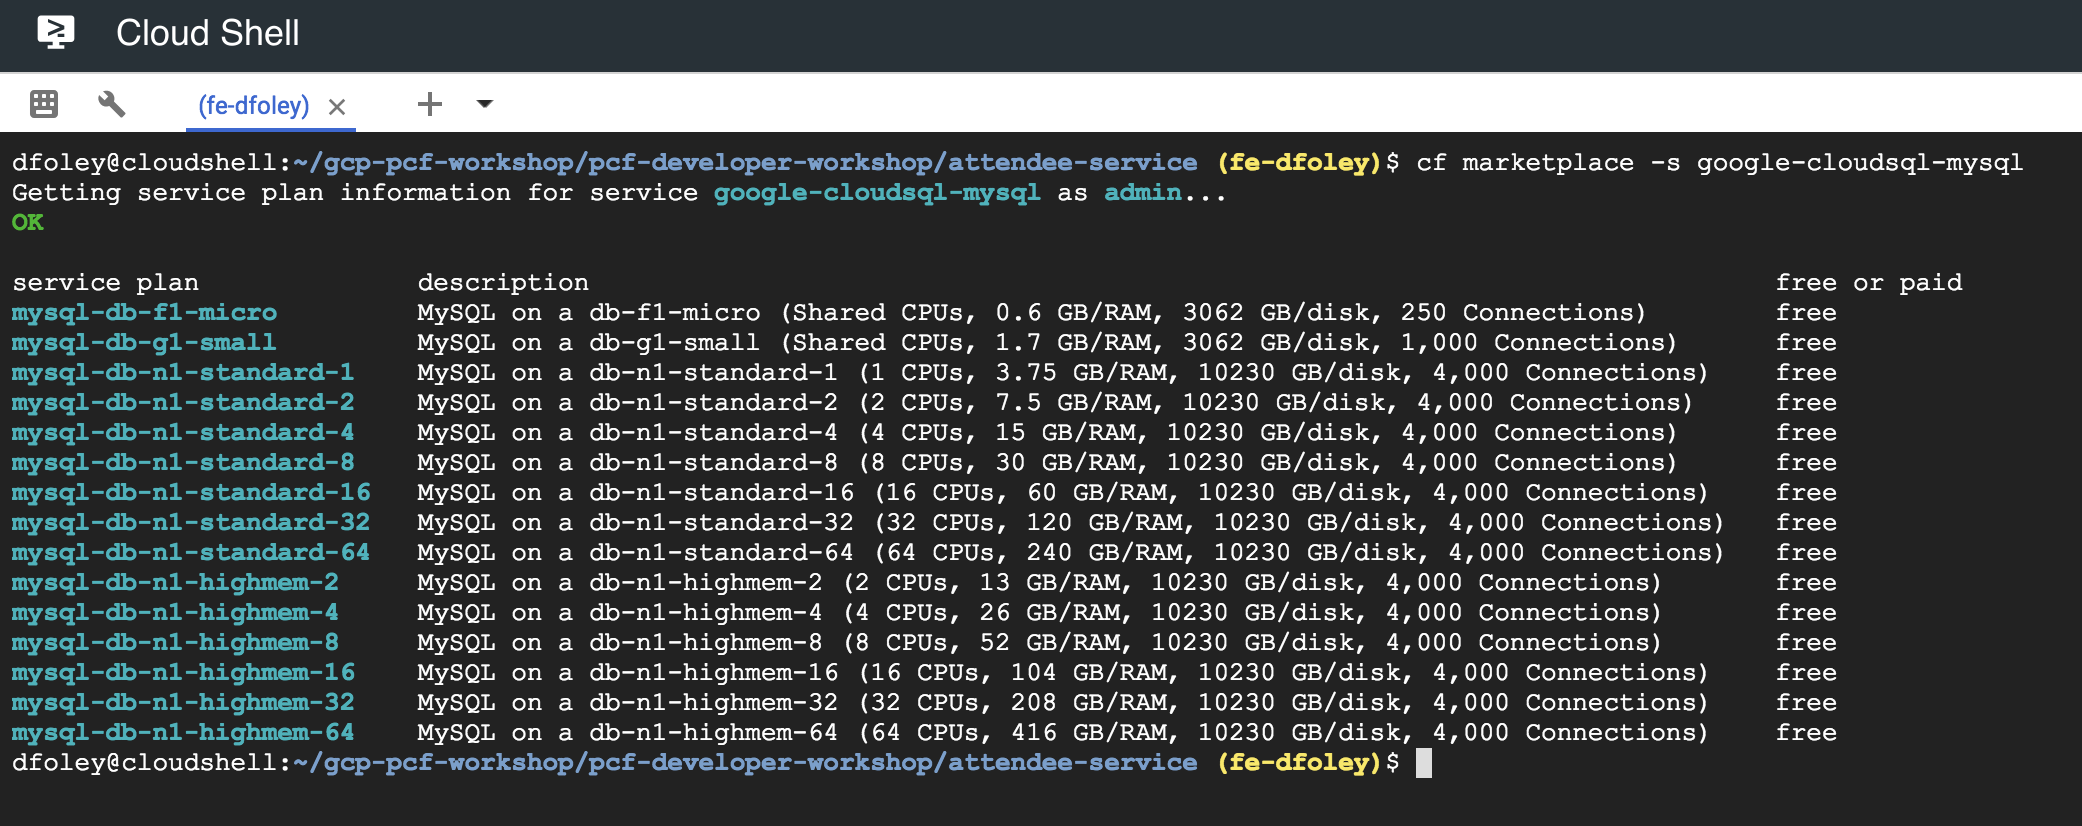 Cloud Shell
(fe-dfoley)
dfoley@cloudshell:~/gcp-pcf-workshop/pcf-developer-workshop/attendee-service (fe-dfoley)$ cf marketplace -s google-cloudsql-mysql
Getting service plan information for service google-cloudsql-mysql as admin...
OK
service plan description free or paid
mysql-db-f1-micro MySQL on a db-f1-micro (Shared CPUs, 0.6 GB/RAM, 3062 GB/disk, 250 Connections) free
mysql-db-g1-small MySQL on a db-g1-small (Shared CPUs, 1.7 GB/RAM, 3062 GB/disk, 1,000 Connections) free
mysql-db-n1-standard-1 MySQL on a db-n1-standard-1 (1 CPUs, 3.75 GB/RAM, 10230 GB/disk, 4,000 Connections) free
mysql-db-n1-standard-2 MySQL on a db-n1-standard-2 (2 CPUs, 7.5 GB/RAM, 10230 GB/disk, 4,000 Connections) free
mysql-db-n1-standard-4 MySQL on a db-n1-standard-4 (4 CPUs, 15 GB/RAM, 10230 GB/disk, 4,000 Connections) free
mysql-db-n1-standard-8 MySQL on a db-n1-standard-8 (8 CPUs, 30 GB/RAM, 10230 GB/disk, 4,000 Connections) free
mysql-db-n1-standard-16 MySQL on a db-n1-standard-16 (16 CPUs, 60 GB/RAM, 10230 GB/disk, 4,000 Connections) free
mysql-db-n1-standard-32 MySQL on a db-n1-standard-32 (32 CPUs, 120 GB/RAM, 10230 GB/disk, 4,000 Connections) free
mysql-db-n1-standard-64 MySQL on a db-n1-standard-64 (64 CPUs, 240 GB/RAM, 10230 GB/disk, 4,000 Connections) free
mysql-db-n1-highmem-2 MySQL on a db-n1-highmem-2 (2 CPUs, 13 GB/RAM, 10230 GB/disk, 4,000 Connections) free
mysql-db-n1-highmem-4 MySQL on a db-n1-highmem-4 (4 CPUs, 26 GB/RAM, 10230 GB/disk, 4,000 Connections) free
mysql-db-n1-highmem-8 MySQL on a db-n1-highmem-8 (8 CPUs, 52 GB/RAM, 10230 GB/disk, 4,000 Connections) free
mysql-db-n1-highmem-16 MySQL on a db-n1-highmem-16 (16 CPUs, 104 GB/RAM, 10230 GB/disk, 4,000 Connections) free
mysql-db-n1-highmem-32 MySQL on a db-n1-highmem-32 (32 CPUs, 208 GB/RAM, 10230 GB/disk, 4,000 Connections) free
mysql-db-n1-highmem-64 MySQL on a db-n1-highmem-64 (64 CPUs, 416 GB/RAM, 10230 GB/disk, 4,000 Connections) free
dfoley@cloudshell:~/gcp-pcf-workshop/pcf-developer-workshop/attendee-service (fe-dfoley)$